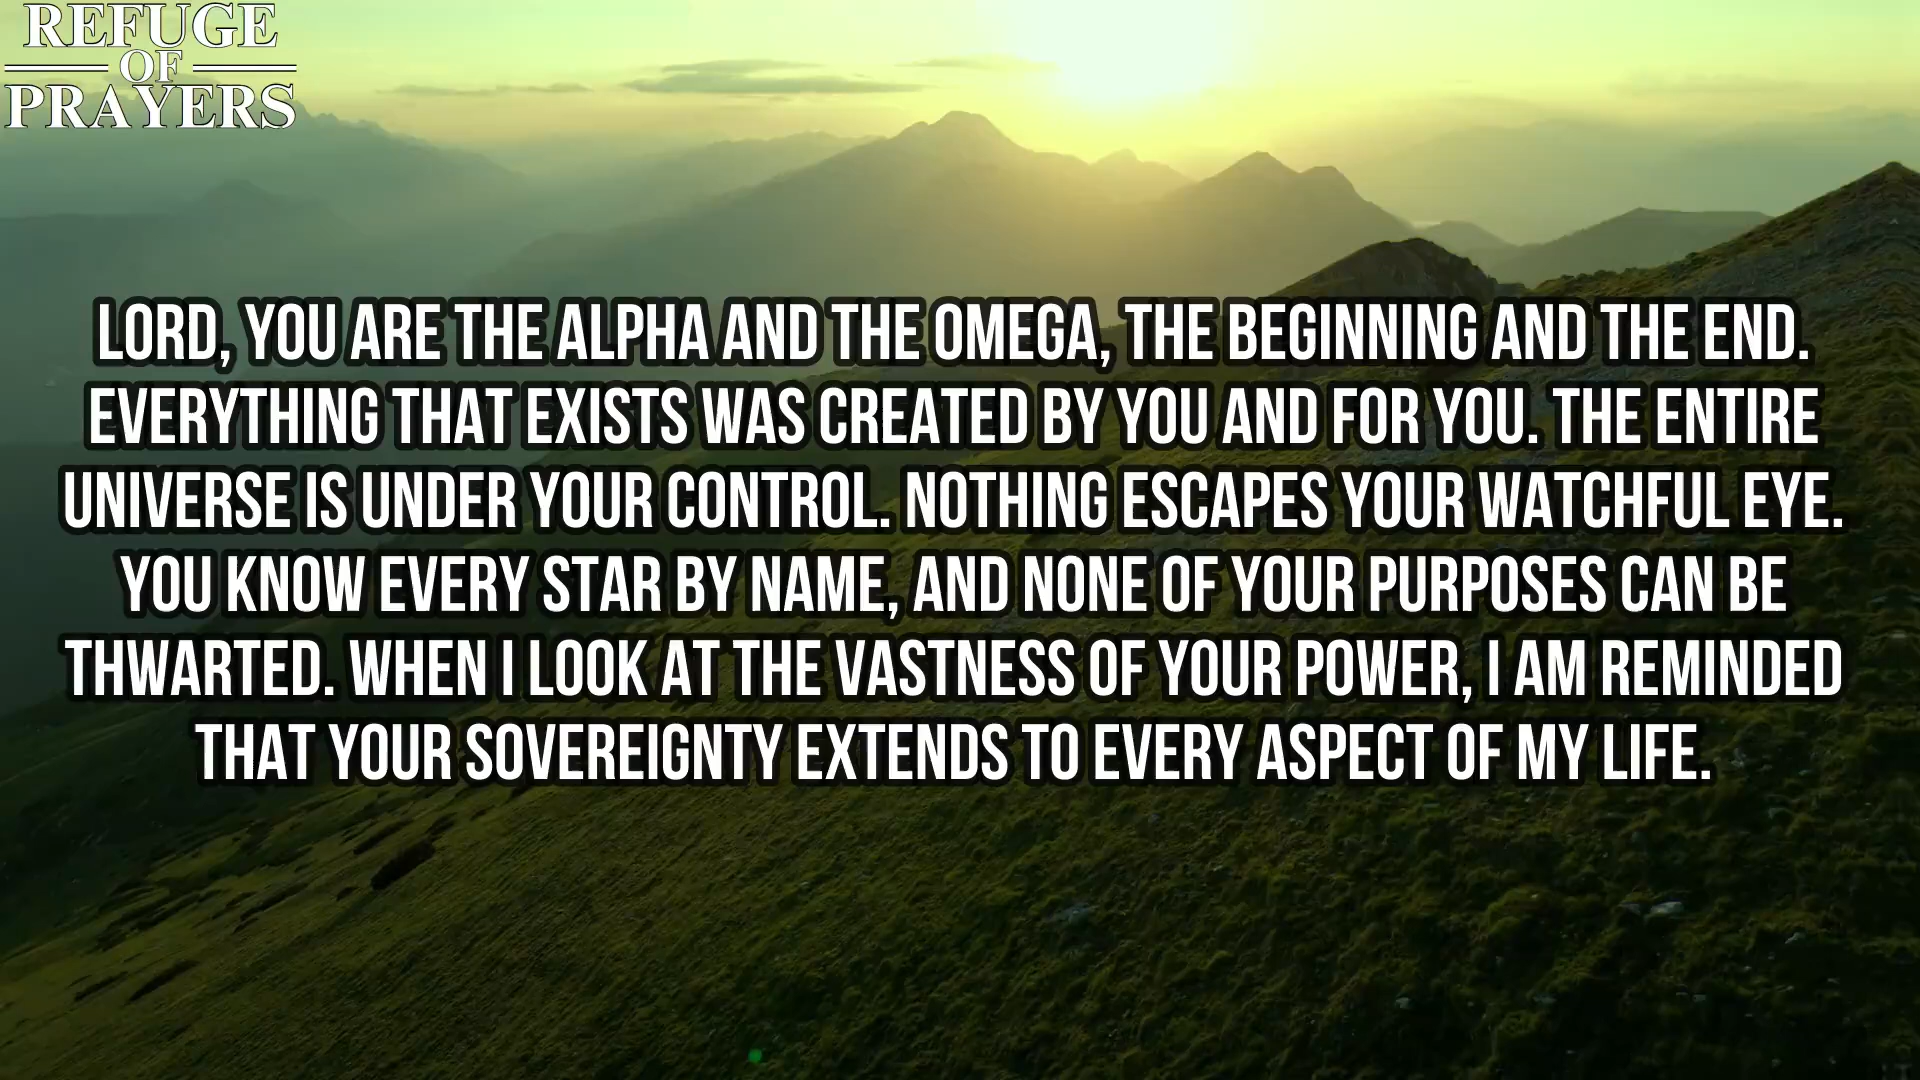 REFUGE
OF
PRAYERS
LORD, YOU ARE THE ALPHA AND THE OMEGA, THE BEGINNING AND THE END.
EVERYTHING THAT EXISTS WAS CREATED BY YOU AND FOR YOU. THE ENTIRE
UNIVERSE IS UNDER YOUR CONTROL. NOTHING ESCAPES YOUR WATCHFUL EYE.
YOU KNOW EVERY STAR BY NAME, AND NONE OF YOUR PURPOSES CAN BE
THWARTED. WHEN I LOOK AT THE VASTNESS OF YOUR POWER, I AM REMINDED
THAT YOUR SOVEREIGNTY EXTENDS TO EVERY ASPECT OF MY LIFE.